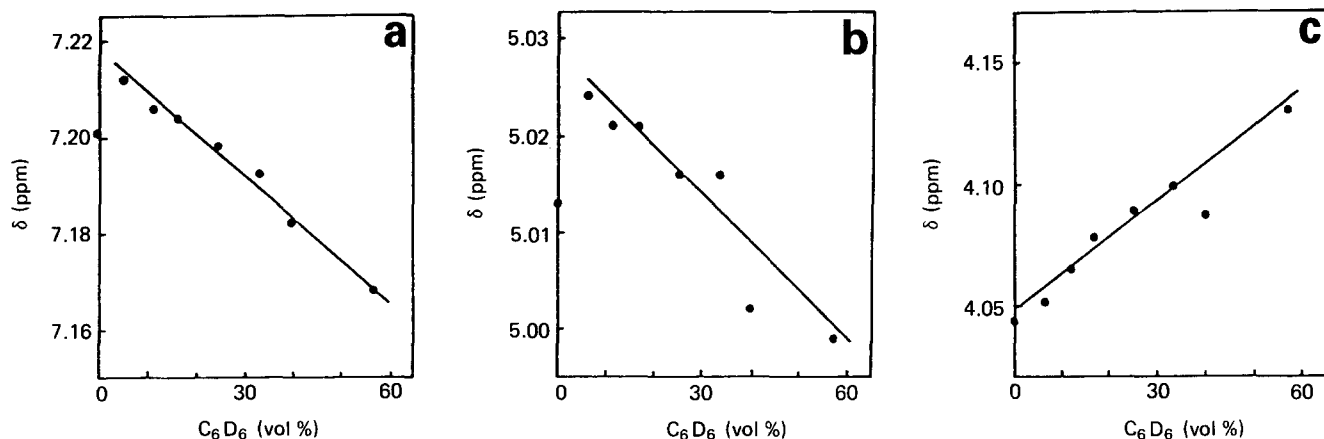 a
7.22
7.20
7.18
7.16
δ (ppm)
0 30 60
C₆D₆ (vol %)
b
5.03
5.02
5.01
5.00
δ (ppm)
0 30 60
C₆D₆ (vol %)
c
4.15
4.10
4.05
δ (ppm)
0 30 60
C₆D₆ (vol %)